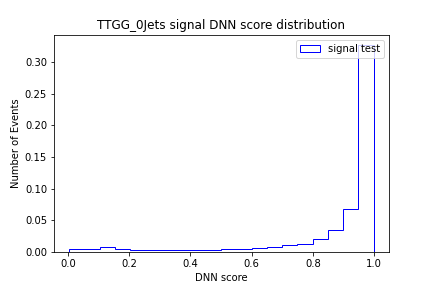 TTGG_0Jets signal DNN score distribution
signal test
Number of Events
0.30
0.25
0.20
0.15
0.10
0.05
0.00
0.0 0.2 0.4 0.6 0.8 1.0
DNN score